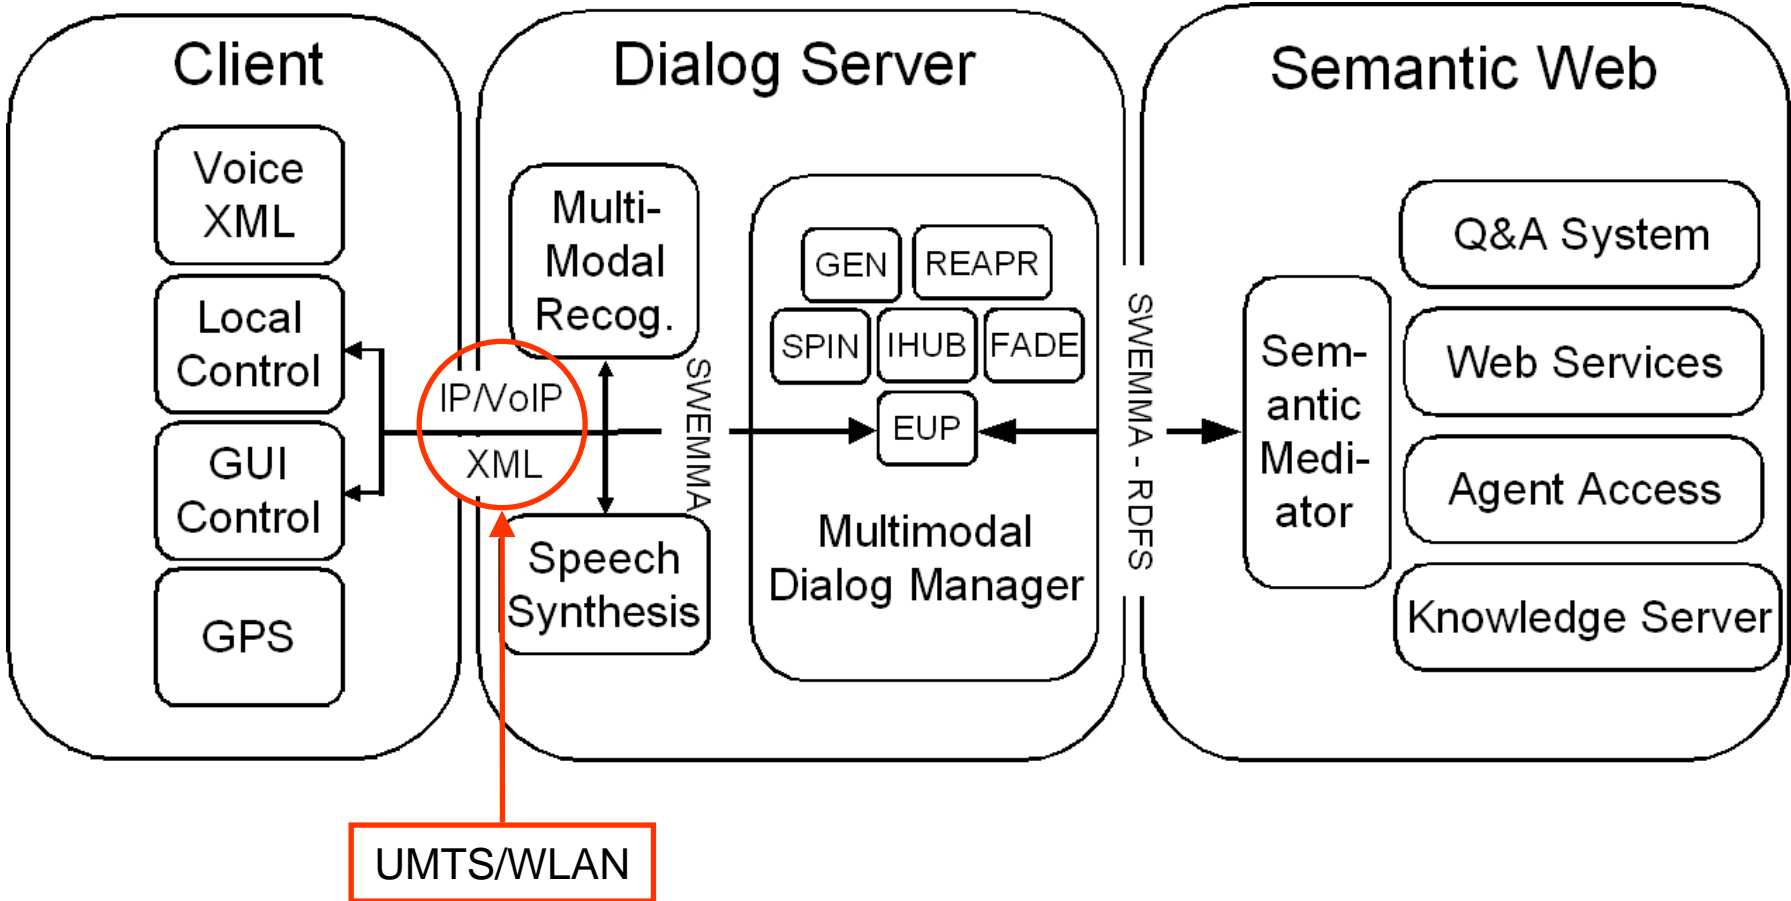 Client
Voice
XML
Local
Control
GUI
Control
GPS
IP/VoIP
XML
UMTS/WLAN
Dialog Server
Multi-
Modal
Recog.
Speech
Synthesis
SWEMMA
GEN
REAPR
SPIN
IHUB
FADE
EUP
Multimodal
Dialog Manager
SWEMMA - RDFS
Semantic Web
Sem-
antic
Medi-
ator
Q&A System
Web Services
Agent Access
Knowledge Server